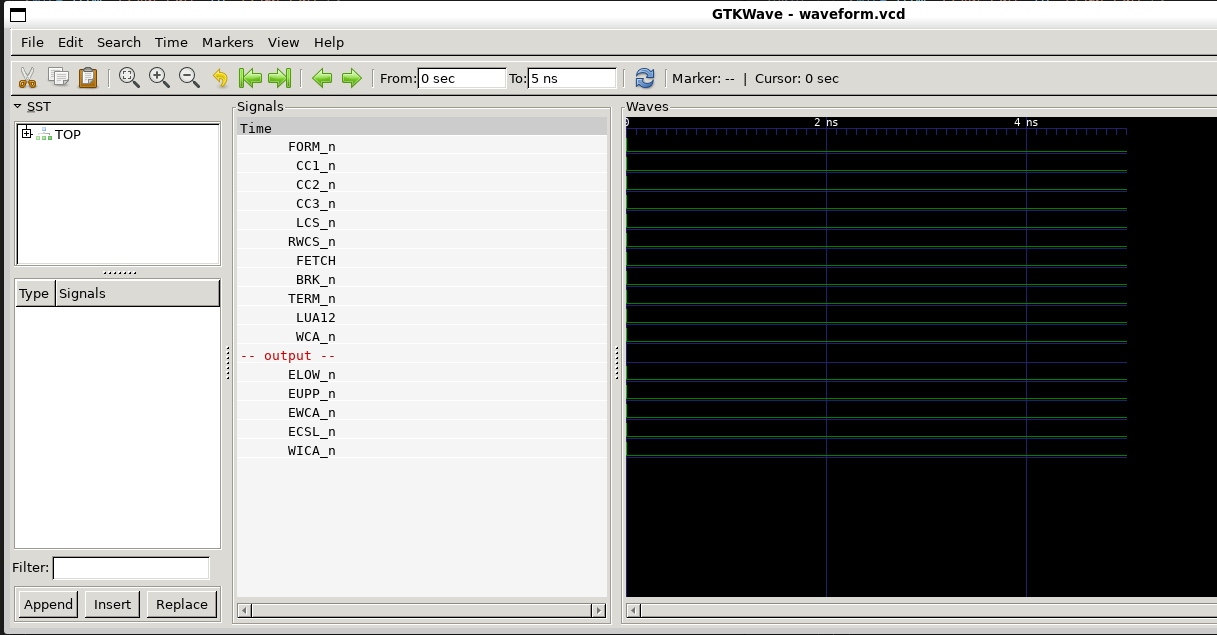 GTKWave - waveform.vcd
File Edit Search Time Markers View Help
From: 0 sec To: 5 ns Marker: -- | Cursor: 0 sec
SST
TOP
Type Signals
Filter:
Append Insert Replace
Signals
Time
FORM_n
CC1_n
CC2_n
CC3_n
LCS_n
RWCS_n
FETCH
BRK_n
TERM_n
LUA12
WCA_n
-- output --
ELOW_n
EUPP_n
EWCA_n
ECSL_n
WICA_n
Waves
0 2 ns 4 ns